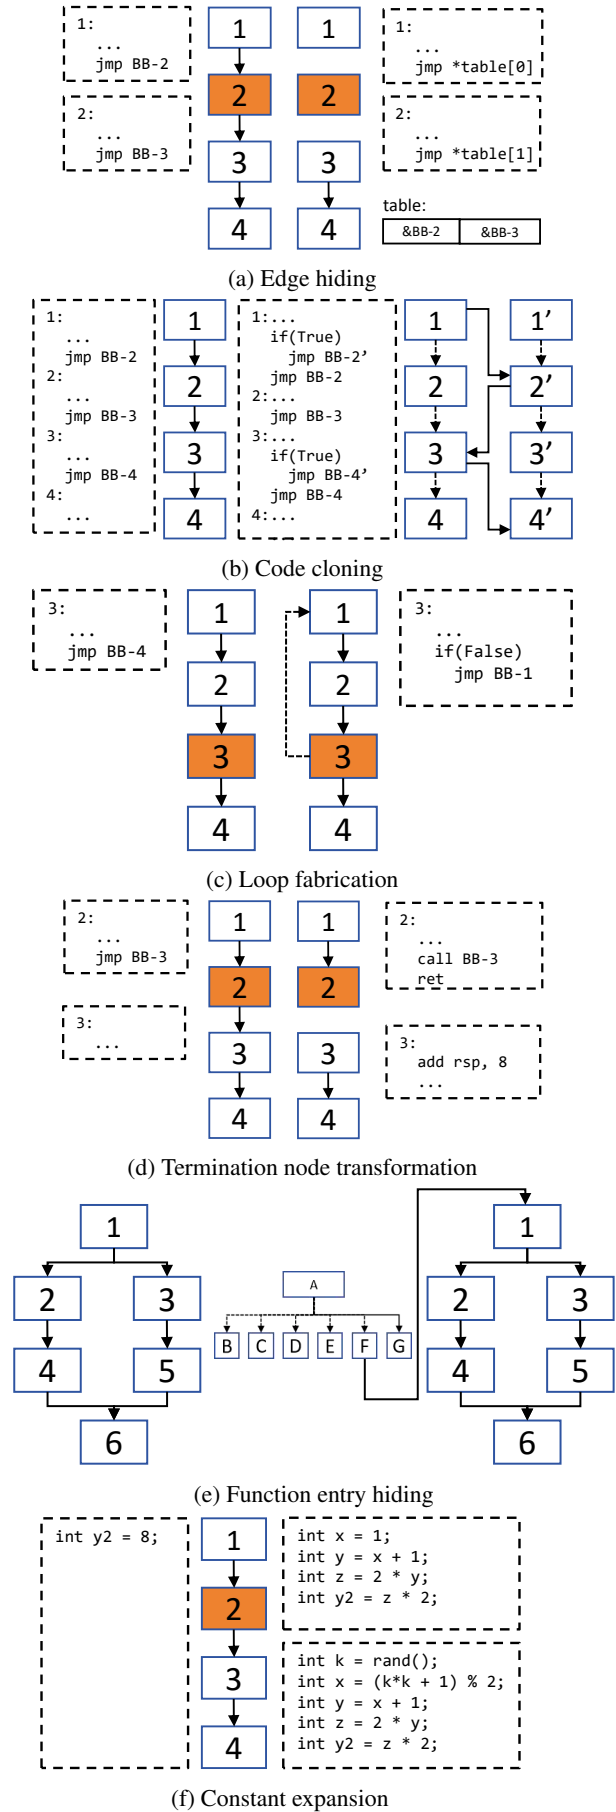 1:
...
jmp BB-2
2:
...
jmp BB-3
1
2
3
4
1
2
3
4
1:
...
jmp *table[0]
2:
...
jmp *table[1]
table:
&BB-2 &BB-3
(a) Edge hiding
1:
...
jmp BB-2
2:
...
jmp BB-3
3:
...
jmp BB-4
4:
...
1
2
3
4
1:...
if(True)
jmp BB-2’
jmp BB-2
2:...
jmp BB-3
3:...
if(True)
jmp BB-4’
jmp BB-4
4:...
1 1’
2 2’
3 3’
4 4’
(b) Code cloning
3:
...
jmp BB-4
1
2
3
4
1
2
3
4
3:
...
if(False)
jmp BB-1
(c) Loop fabrication
2:
...
jmp BB-3
3:
...
1
2
3
4
1
2
3
4
2:
...
call BB-3
ret
3:
add rsp, 8
...
(d) Termination node transformation
1
2 3
4 5
6
A
B C D E F G
1
2 3
4 5
6
(e) Function entry hiding
int y2 = 8;
1
2
3
4
int x = 1;
int y = x + 1;
int z = 2 * y;
int y2 = z * 2;
int k = rand();
int x = (k*k + 1) % 2;
int y = x + 1;
int z = 2 * y;
int y2 = z * 2;
(f) Constant expansion